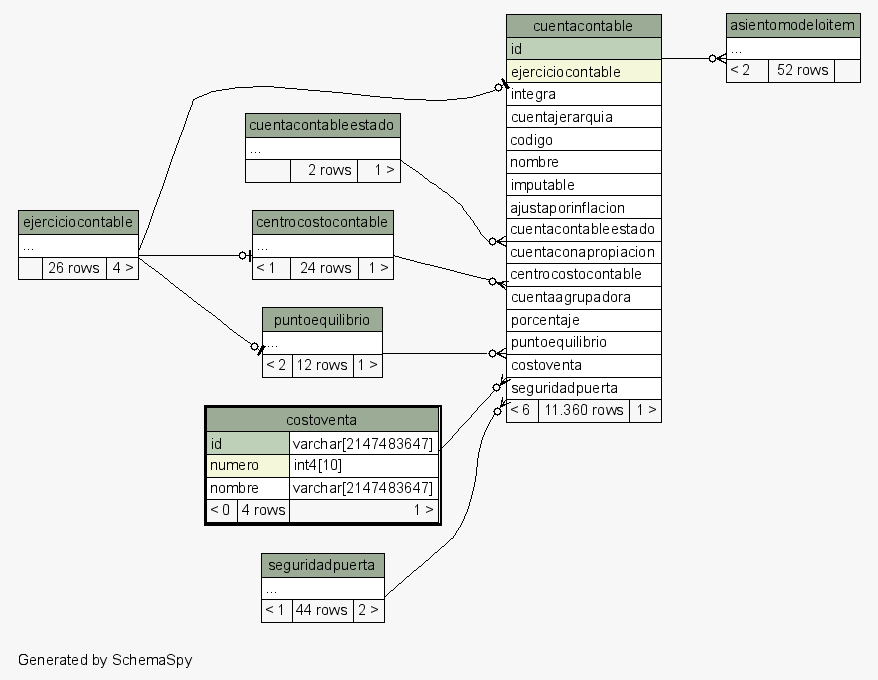 cuentacontable
id
ejerciciocontable
integra
cuentajerarquia
codigo
nombre
imputable
ajustaporinflacion
cuentacontableestado
cuentaconapropiacion
centrocostocontable
cuentaagrupadora
porcentaje
puntoequilibrio
costoventa
seguridadpuerta
< 6 11.360 rows 1 >
asientomodeloitem
...
< 2 52 rows
cuentacontableestado
...
2 rows 1 >
ejerciciocontable
...
26 rows 4 >
centrocostocontable
...
< 1 24 rows 1 >
puntoequilibrio
...
< 2 12 rows 1 >
costoventa
id varchar[2147483647]
numero int4[10]
nombre varchar[2147483647]
< 0 4 rows 1 >
seguridadpuerta
...
< 1 44 rows 2 >
Generated by SchemaSpy